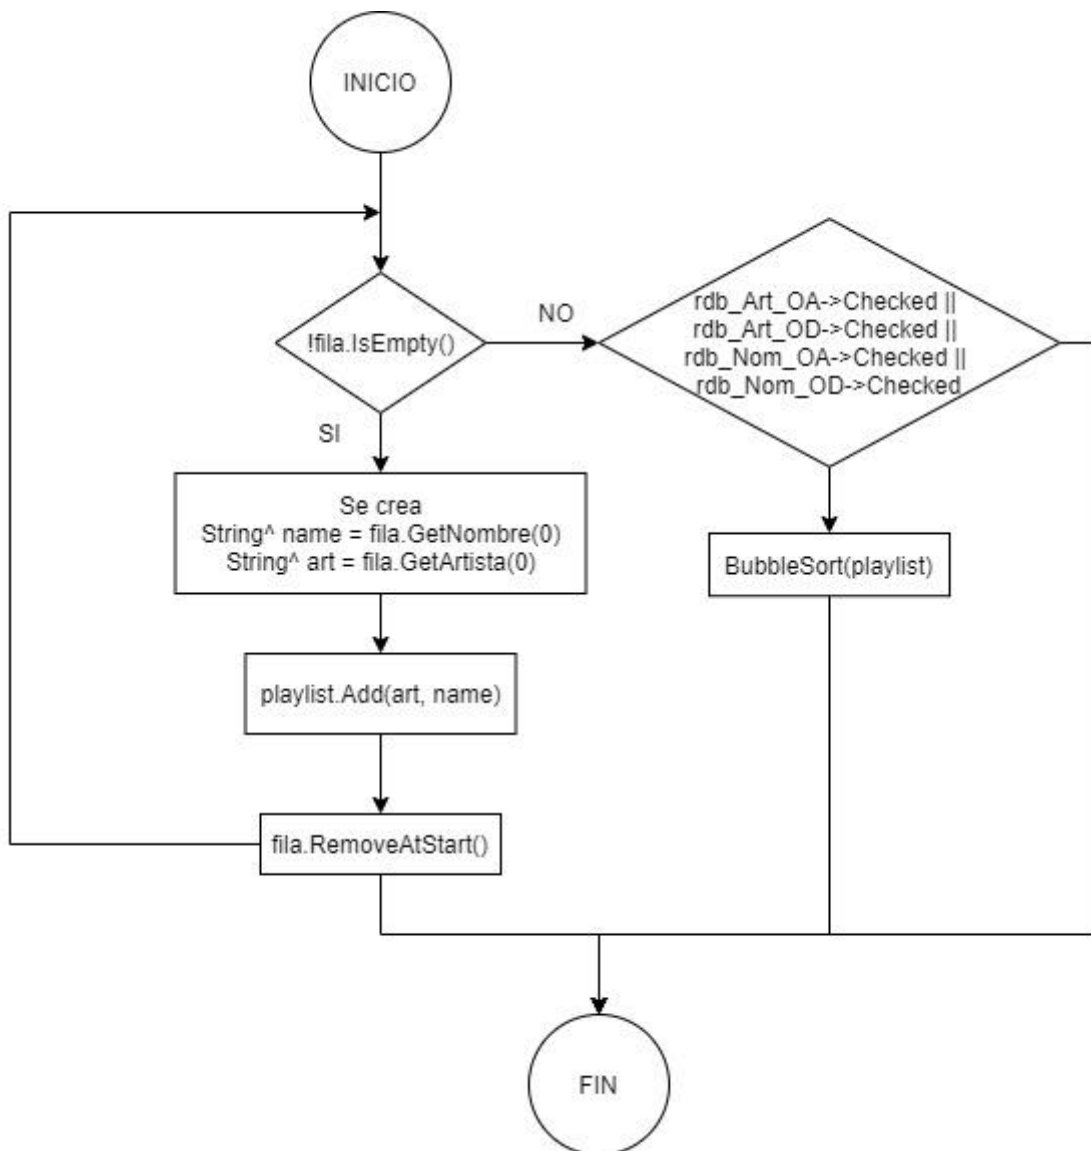 INICIO
!fila.IsEmpty()
NO
rdb_Art_OA->Checked ||
rdb_Art_OD->Checked ||
rdb_Nom_OA->Checked ||
rdb_Nom_OD->Checked
SI
Se crea
String^ name = fila.GetNombre(0)
String^ art = fila.GetArtista(0)
BubbleSort(playlist)
playlist.Add(art, name)
fila.RemoveAtStart()
FIN